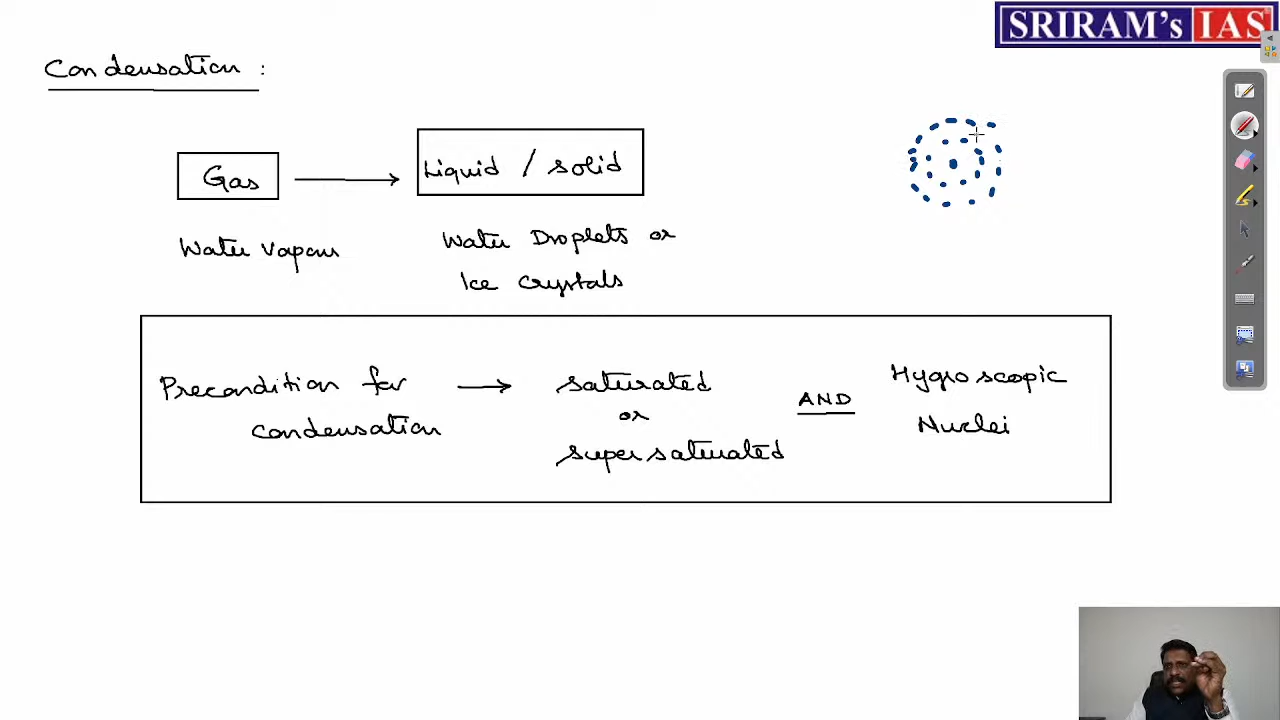 SRIRAM's IAS
Condensation :
Gas
Liquid / solid
Water vapour
Water Droplets or
Ice crystals
Precondition for
condensation
saturated
or
supersaturated
AND
Hygroscopic
Nuclei